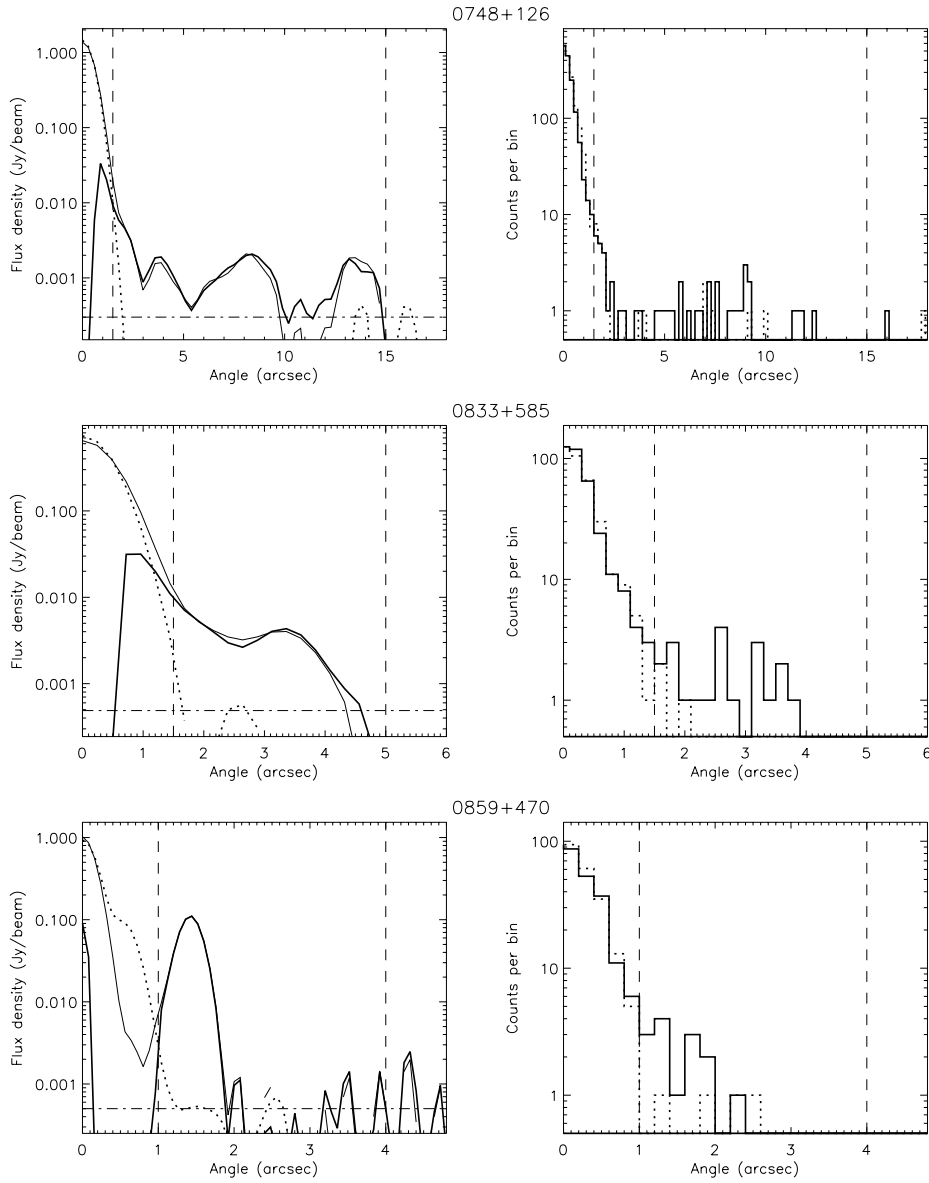 0748+126
Flux density (Jy/beam)
1.000
0.100
0.010
0.001
0 5 10 15
Angle (arcsec)
Counts per bin
100
10
1
0 5 10 15
Angle (arcsec)
0833+585
Flux density (Jy/beam)
0.100
0.010
0.001
0 1 2 3 4 5 6
Angle (arcsec)
Counts per bin
100
10
1
0 1 2 3 4 5 6
Angle (arcsec)
0859+470
Flux density (Jy/beam)
1.000
0.100
0.010
0.001
0 1 2 3 4
Angle (arcsec)
Counts per bin
100
10
1
0 1 2 3 4
Angle (arcsec)